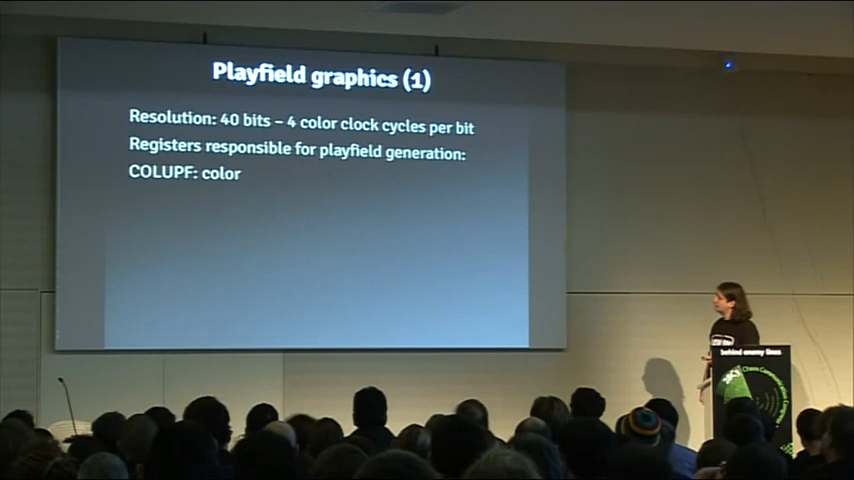 Playfield graphics (1)
Resolution: 40 bits – 4 color clock cycles per bit
Registers responsible for playfield generation:
COLUPF: color
behind enemy lines